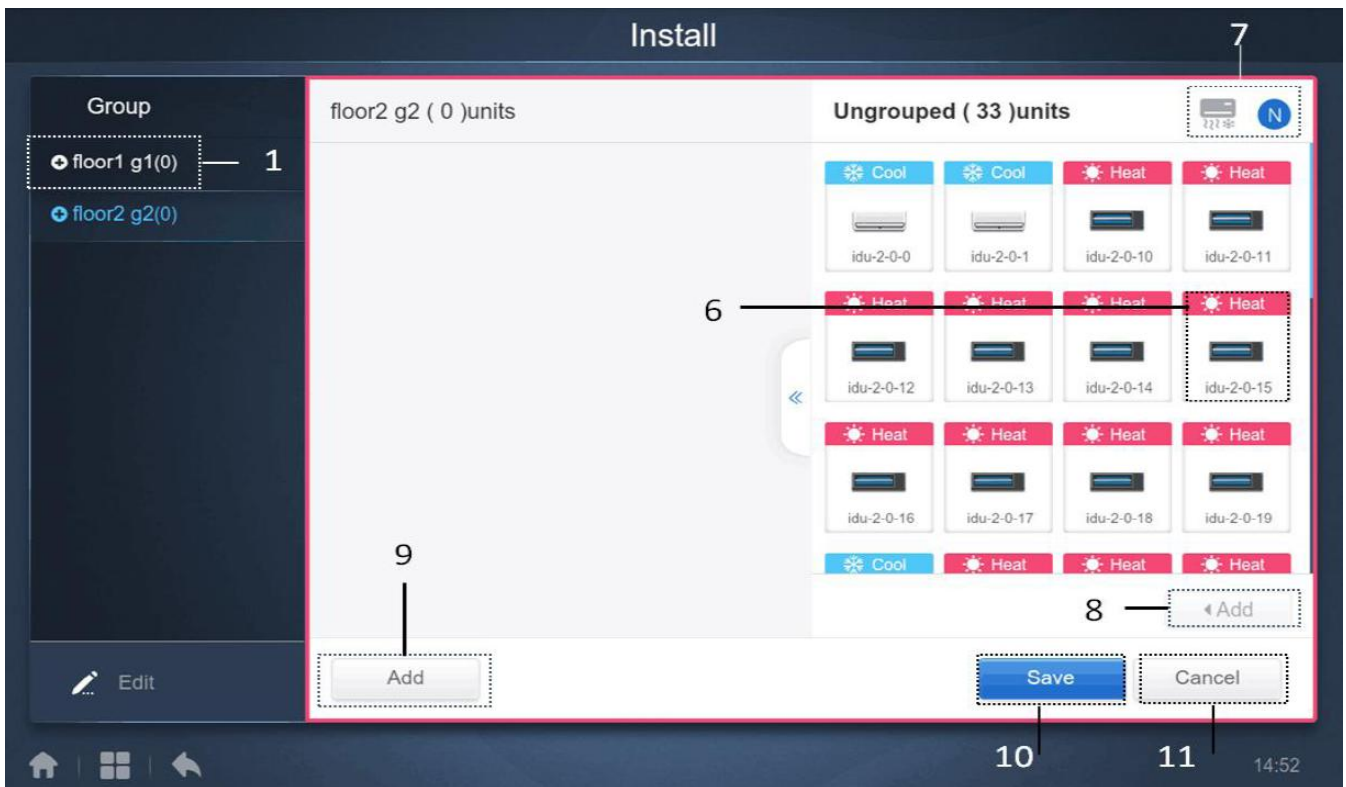 Install
7
Group
floor2 g2 ( 0 )units
Ungrouped ( 33 )units
N
floor1 g1(0)
1
floor2 g2(0)
Cool
Cool
Heat
Heat
idu-2-0-0
idu-2-0-1
idu-2-0-10
idu-2-0-11
6
Heat
Heat
Heat
Heat
idu-2-0-12
idu-2-0-13
idu-2-0-14
idu-2-0-15
«
Heat
Heat
Heat
Heat
idu-2-0-16
idu-2-0-17
idu-2-0-18
idu-2-0-19
Cool
Heat
Heat
Heat
9
8
Add
Edit
Add
Save
Cancel
10
11
14:52